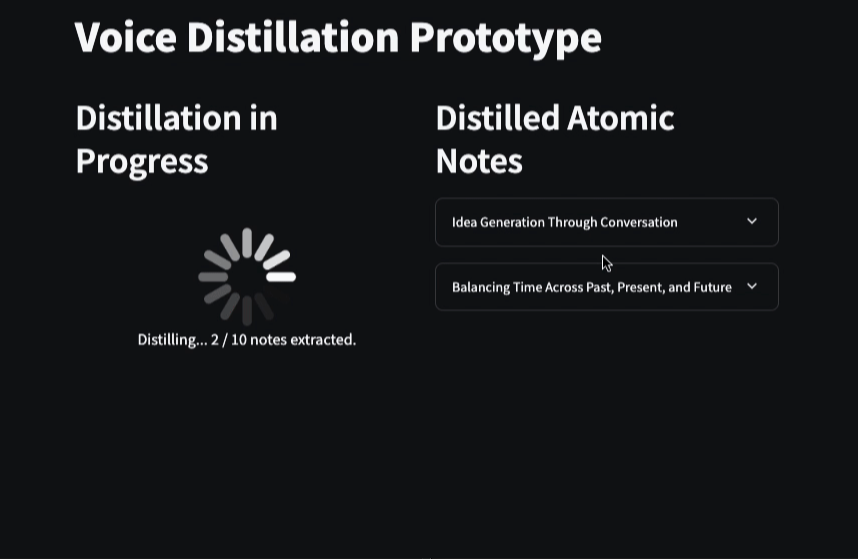 Voice Distillation Prototype
Distillation in
Progress
Distilling... 2 / 10 notes extracted.
Distilled Atomic
Notes
Idea Generation Through Conversation
Balancing Time Across Past, Present, and Future